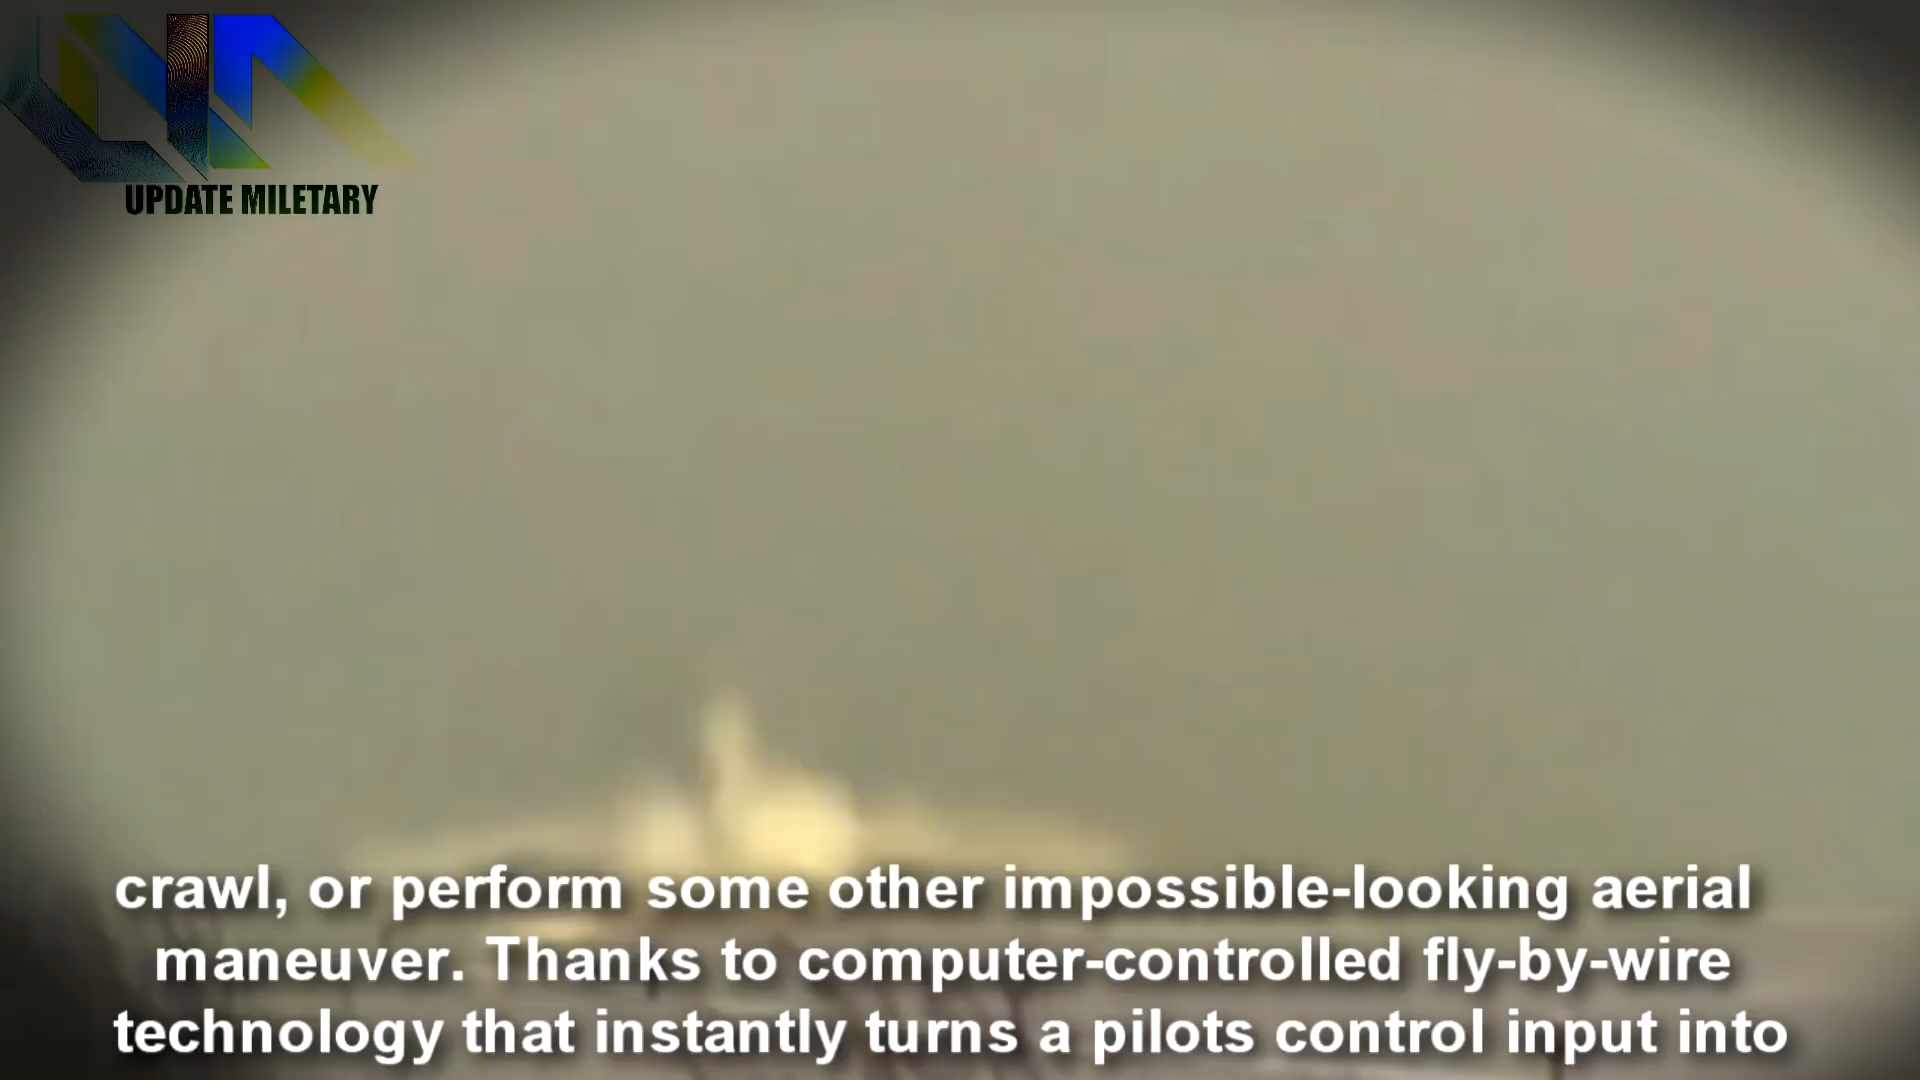 UPDATE MILETARY
crawl, or perform some other impossible-looking aerial
maneuver. Thanks to computer-controlled fly-by-wire
technology that instantly turns a pilots control input into